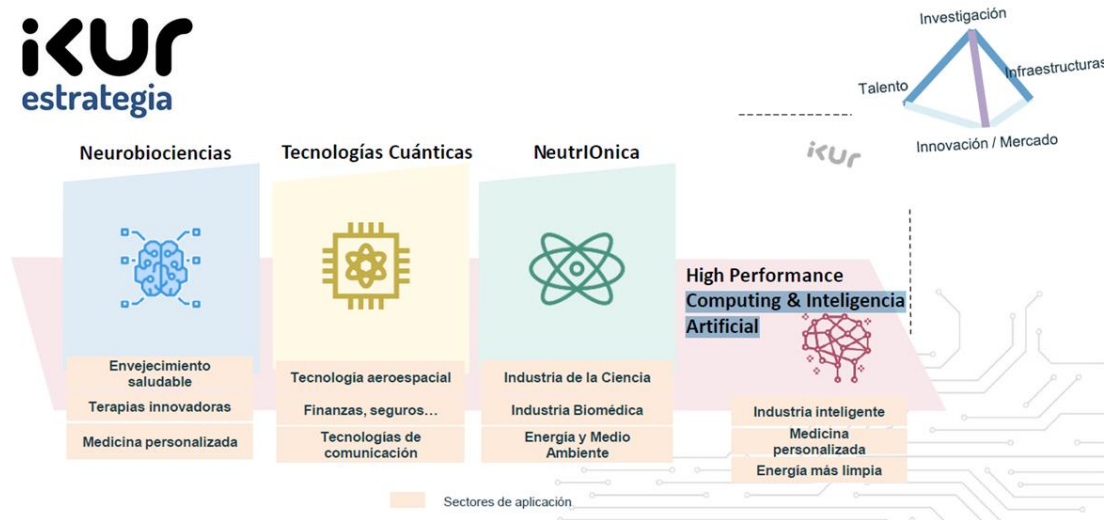 ikur
estrategia
Investigación
Talento
Infraestructuras
Innovación / Mercado
ikur
Neurobiociencias
Tecnologías Cuánticas
NeutrIOnica
High Performance
Computing & Inteligencia
Artificial
Envejecimiento
saludable
Terapias innovadoras
Medicina personalizada
Tecnología aeroespacial
Finanzas, seguros…
Tecnologías de
comunicación
Industria de la Ciencia
Industria Biomédica
Energía y Medio
Ambiente
Industria inteligente
Medicina
personalizada
Energía más limpia
Sectores de aplicación